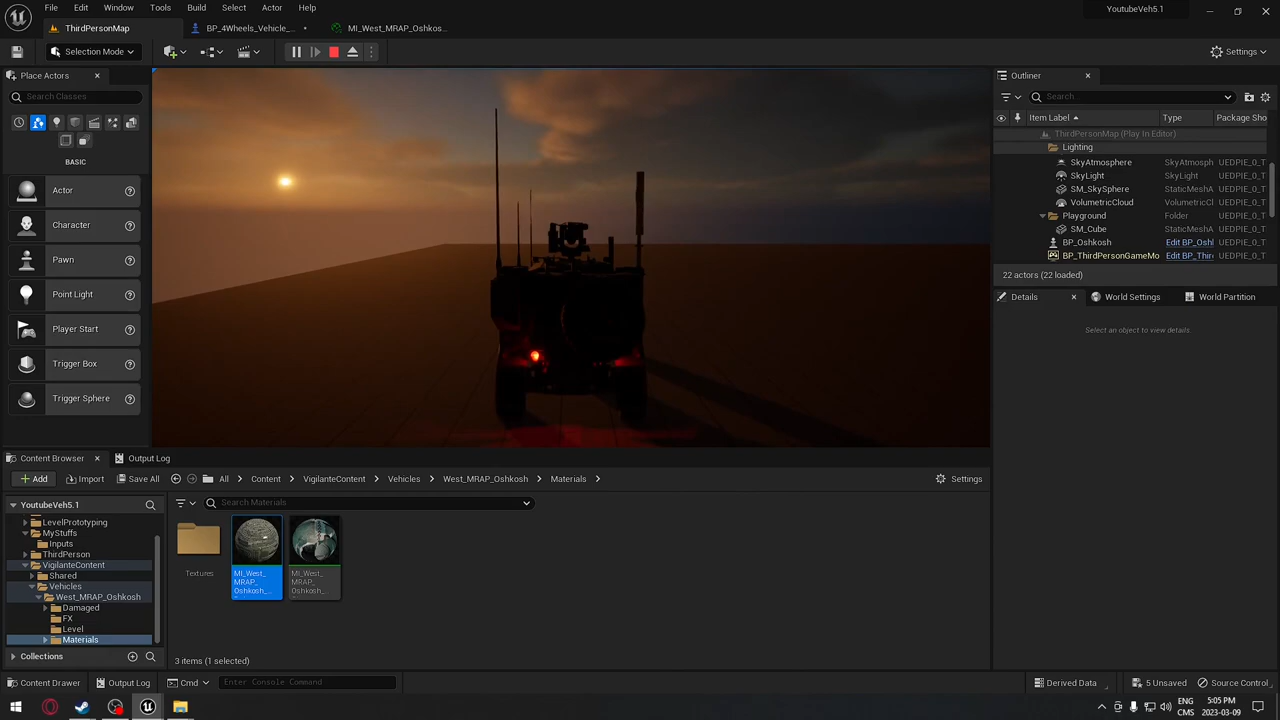 File Edit Window Tools Build Select Actor Help
YoutubeVeh5.1
ThirdPersonMap
BP_4Wheels_Vehicle_...
MI_West_MRAP_Oshkos...
Selection Mode
Settings
Place Actors
Search Classes
BASIC
Actor
Character
Pawn
Point Light
Player Start
Trigger Box
Trigger Sphere
Outliner
Search...
Item Label Type Package Sho
ThirdPersonMap (Play In Editor)
Lighting
SkyAtmosphere SkyAtmosph UEDPIE_0_T
SkyLight SkyLight UEDPIE_0_T
SM_SkySphere StaticMeshA UEDPIE_0_T
VolumetricCloud VolumetricCl UEDPIE_0_T
Playground Folder UEDPIE_0_T
SM_Cube StaticMeshA UEDPIE_0_T
BP_Oshkosh Edit BP_Oshl UEDPIE_0_T
BP_ThirdPersonGameMo Edit BP_Thir UEDPIE_0_T
22 actors (22 loaded)
Details World Settings World Partition
Select an object to view details.
Content Browser Output Log
Add Import Save All All Content VigilanteContent Vehicles West_MRAP_Oshkosh Materials Settings
YoutubeVeh5.1
LevelPrototyping
MyStuffs
Inputs
ThirdPerson
VigilanteContent
Shared
Vehicles
West_MRAP_Oshkosh
Damaged
FX
Level
Materials
Collections
Search Materials
Textures
MI_West_
MRAP_
Oshkosh_...
MI_West_
MRAP_
Oshkosh_...
3 items (1 selected)
Content Drawer Output Log Cmd Enter Console Command Derived Data 5 Unsaved Source Control
ENG
CMS
5:05 PM
2023-03-09